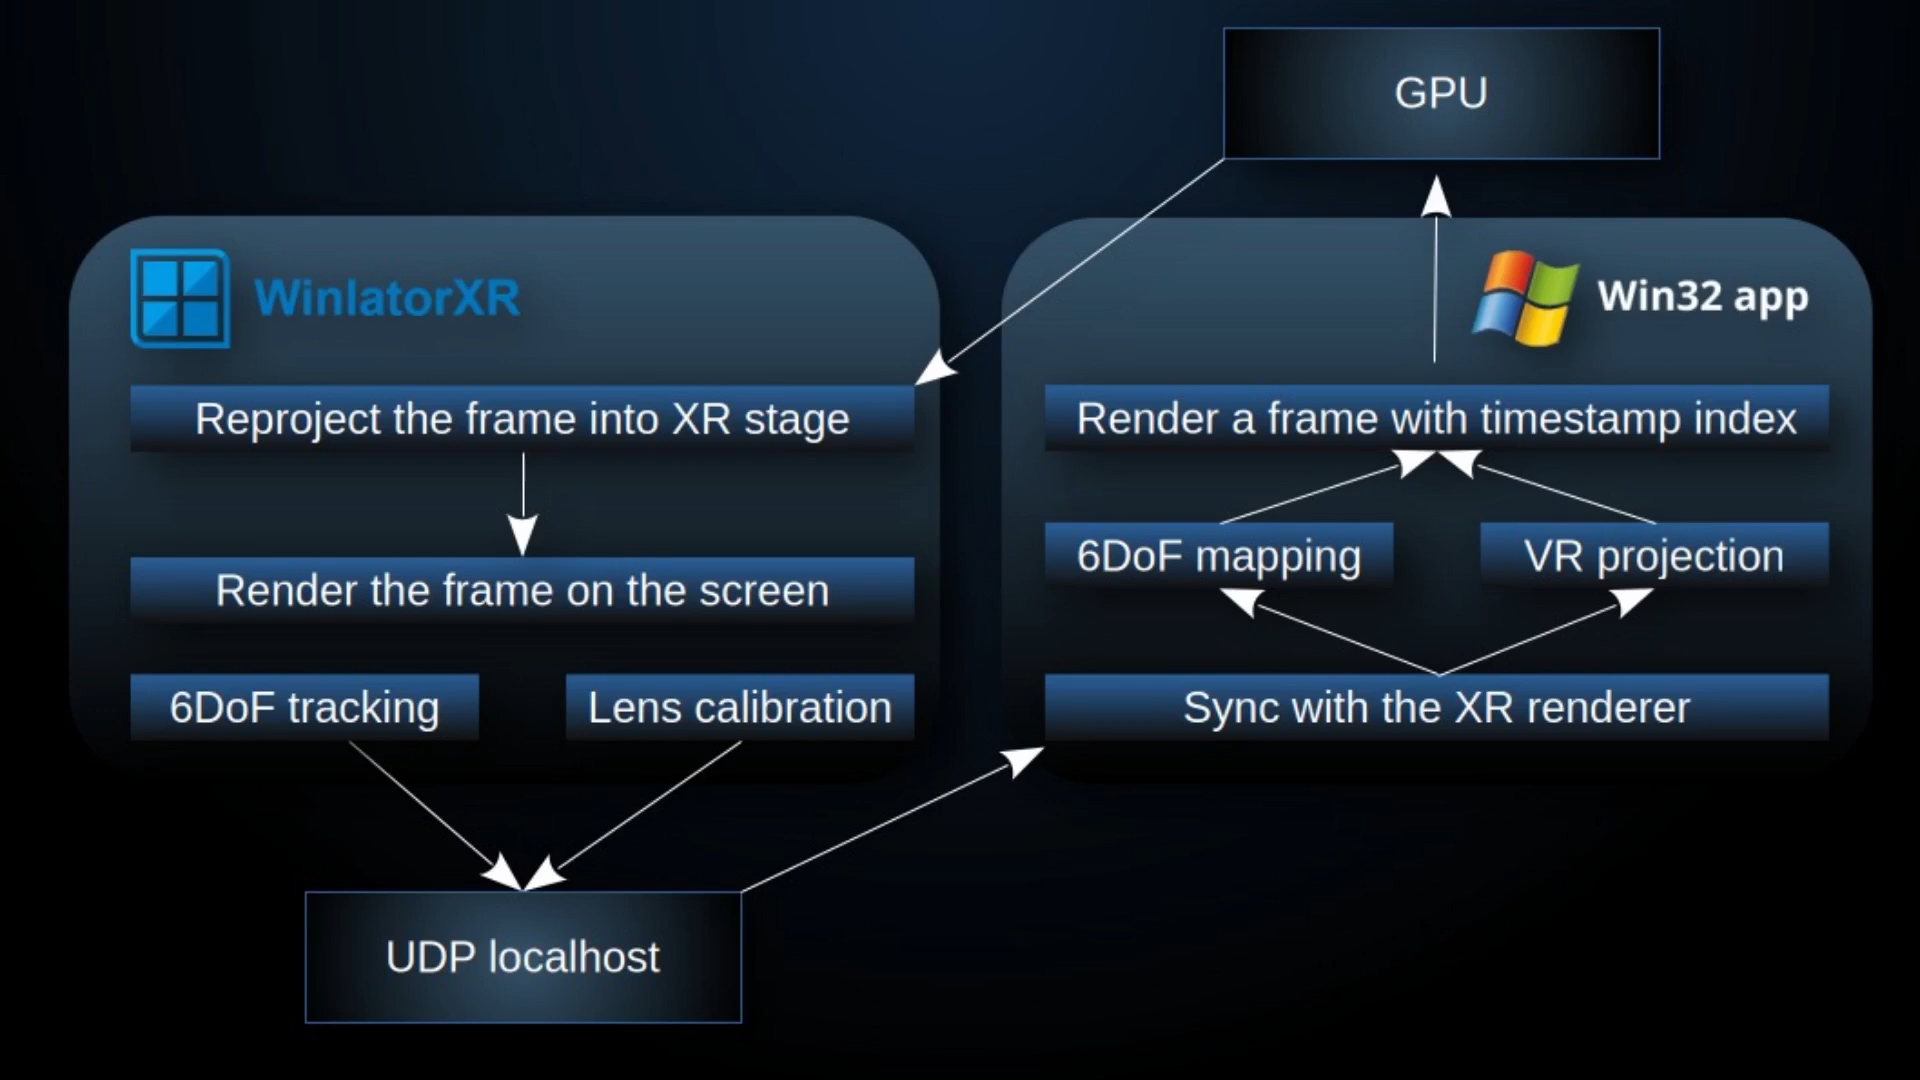 GPU
WinlatorXR
Reproject the frame into XR stage
Render the frame on the screen
6DoF tracking
Lens calibration
UDP localhost
Win32 app
Render a frame with timestamp index
6DoF mapping
VR projection
Sync with the XR renderer